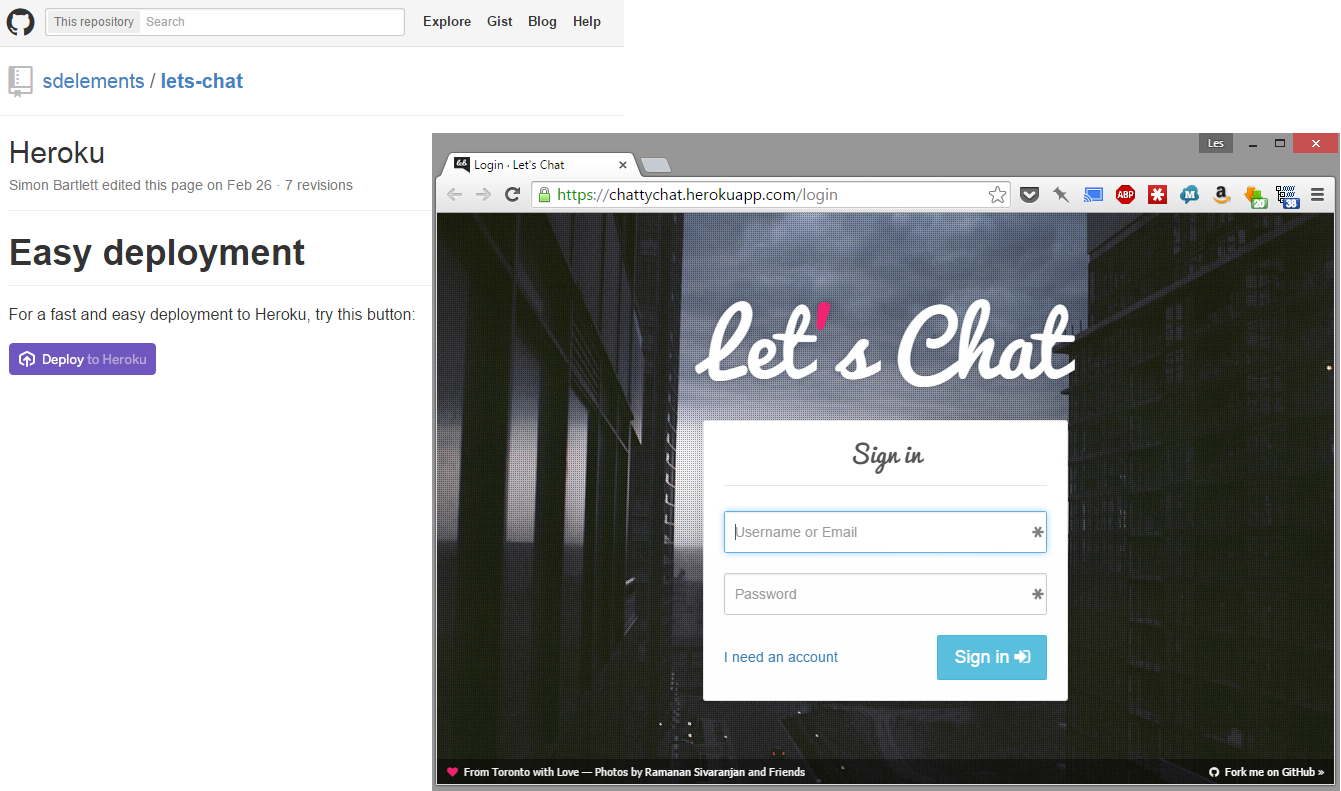 This repository Search Explore Gist Blog Help
sdelements / lets-chat
Heroku
Simon Bartlett edited this page on Feb 26 · 7 revisions
Easy deployment
For a fast and easy deployment to Heroku, try this button:
Deploy to Heroku
Les
Login · Let's Chat
https://chattychat.herokuapp.com/login
ABP
M
a
20
38
Let's Chat
Sign in
Username or Email
Password
I need an account
Sign in
From Toronto with Love — Photos by Ramanan Sivaranjan and Friends
Fork me on GitHub »